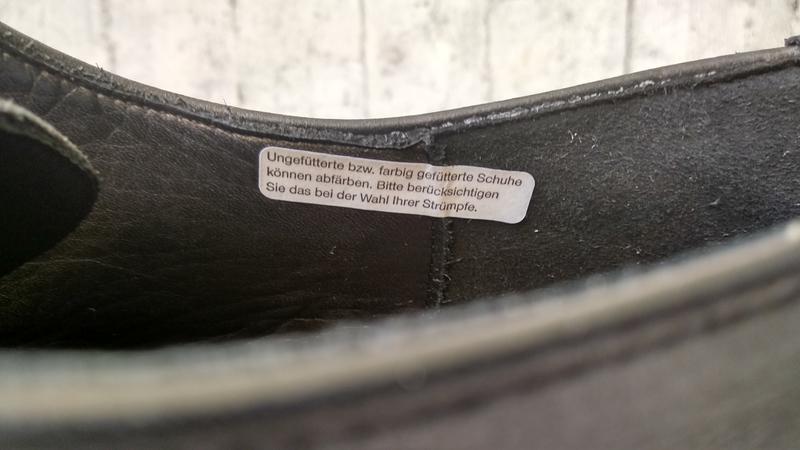 Ungefütterte bzw. farbig gefütterte Schuhe
können abfärben. Bitte berücksichtigen
Sie das bei der Wahl Ihrer Strümpfe.